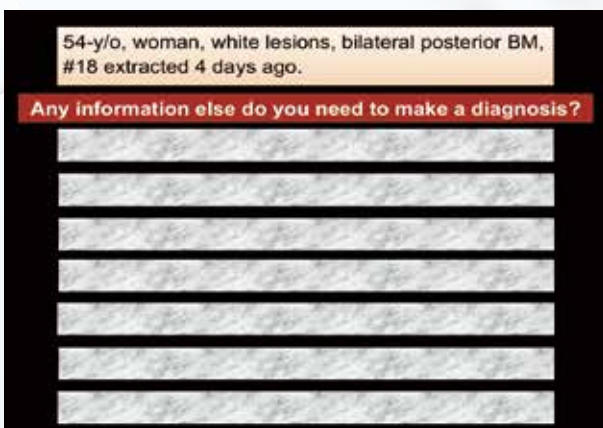 54-y/o, woman, white lesions, bilateral posterior BM,
#18 extracted 4 days ago.
Any information else do you need to make a diagnosis?